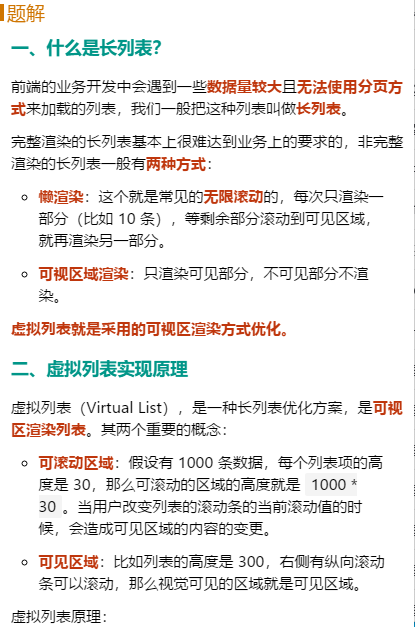 题解
一、什么是长列表？
前端的业务开发中会遇到一些数据量较大且无法使用分页方
式来加载的列表，我们一般把这种列表叫做长列表。
完整渲染的长列表基本上很难达到业务上的要求的，非完整
渲染的长列表一般有两种方式：
懒渲染：这个就是常见的无限滚动的，每次只渲染一
部分（比如 10 条），等剩余部分滚动到可见区域，
就再渲染另一部分。
可视区域渲染：只渲染可见部分，不可见部分不渲
染。
虚拟列表就是采用的可视区渲染方式优化。
二、虚拟列表实现原理
虚拟列表（Virtual List），是一种长列表优化方案，是可视
区渲染列表。其两个重要的概念：
可滚动区域：假设有 1000 条数据，每个列表项的高
度是 30，那么可滚动的区域的高度就是 1000 *
30 。当用户改变列表的滚动条的当前滚动值的时
候，会造成可见区域的内容的变更。
可见区域：比如列表的高度是 300，右侧有纵向滚动
条可以滚动，那么视觉可见的区域就是可见区域。
虚拟列表原理：